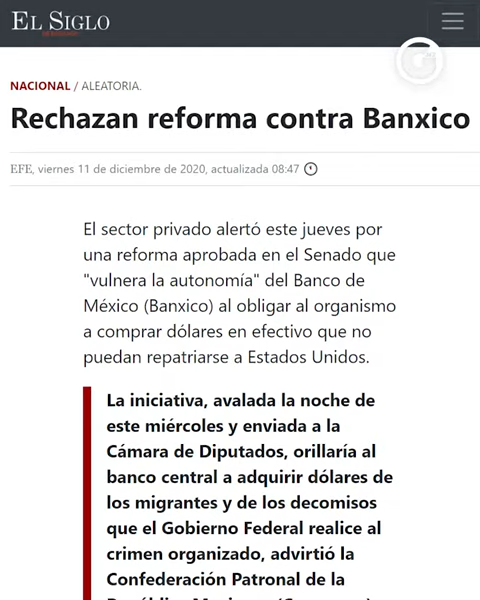 EL SIGLO
NACIONAL / ALEATORIA.
Rechazan reforma contra Banxico
EFE, viernes 11 de diciembre de 2020, actualizada 08:47
El sector privado alertó este jueves por
una reforma aprobada en el Senado que
"vulnera la autonomía" del Banco de
México (Banxico) al obligar al organismo
a comprar dólares en efectivo que no
puedan repatriarse a Estados Unidos.
La iniciativa, avalada la noche de
este miércoles y enviada a la
Cámara de Diputados, orillaría al
banco central a adquirir dólares de
los migrantes y de los decomisos
que el Gobierno Federal realice al
crimen organizado, advirtió la
Confederación Patronal de la